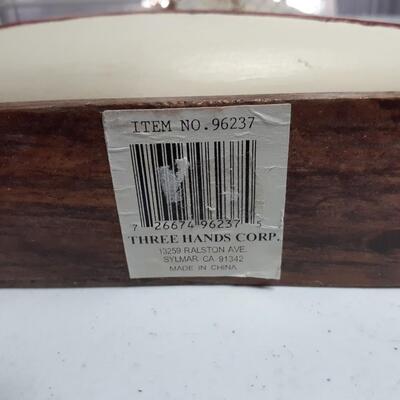 ITEM NO. 96237
7 26674 96237 5
THREE HANDS CORP.
13259 RALSTON AVE.
SYLMAR CA 91342
MADE IN CHINA